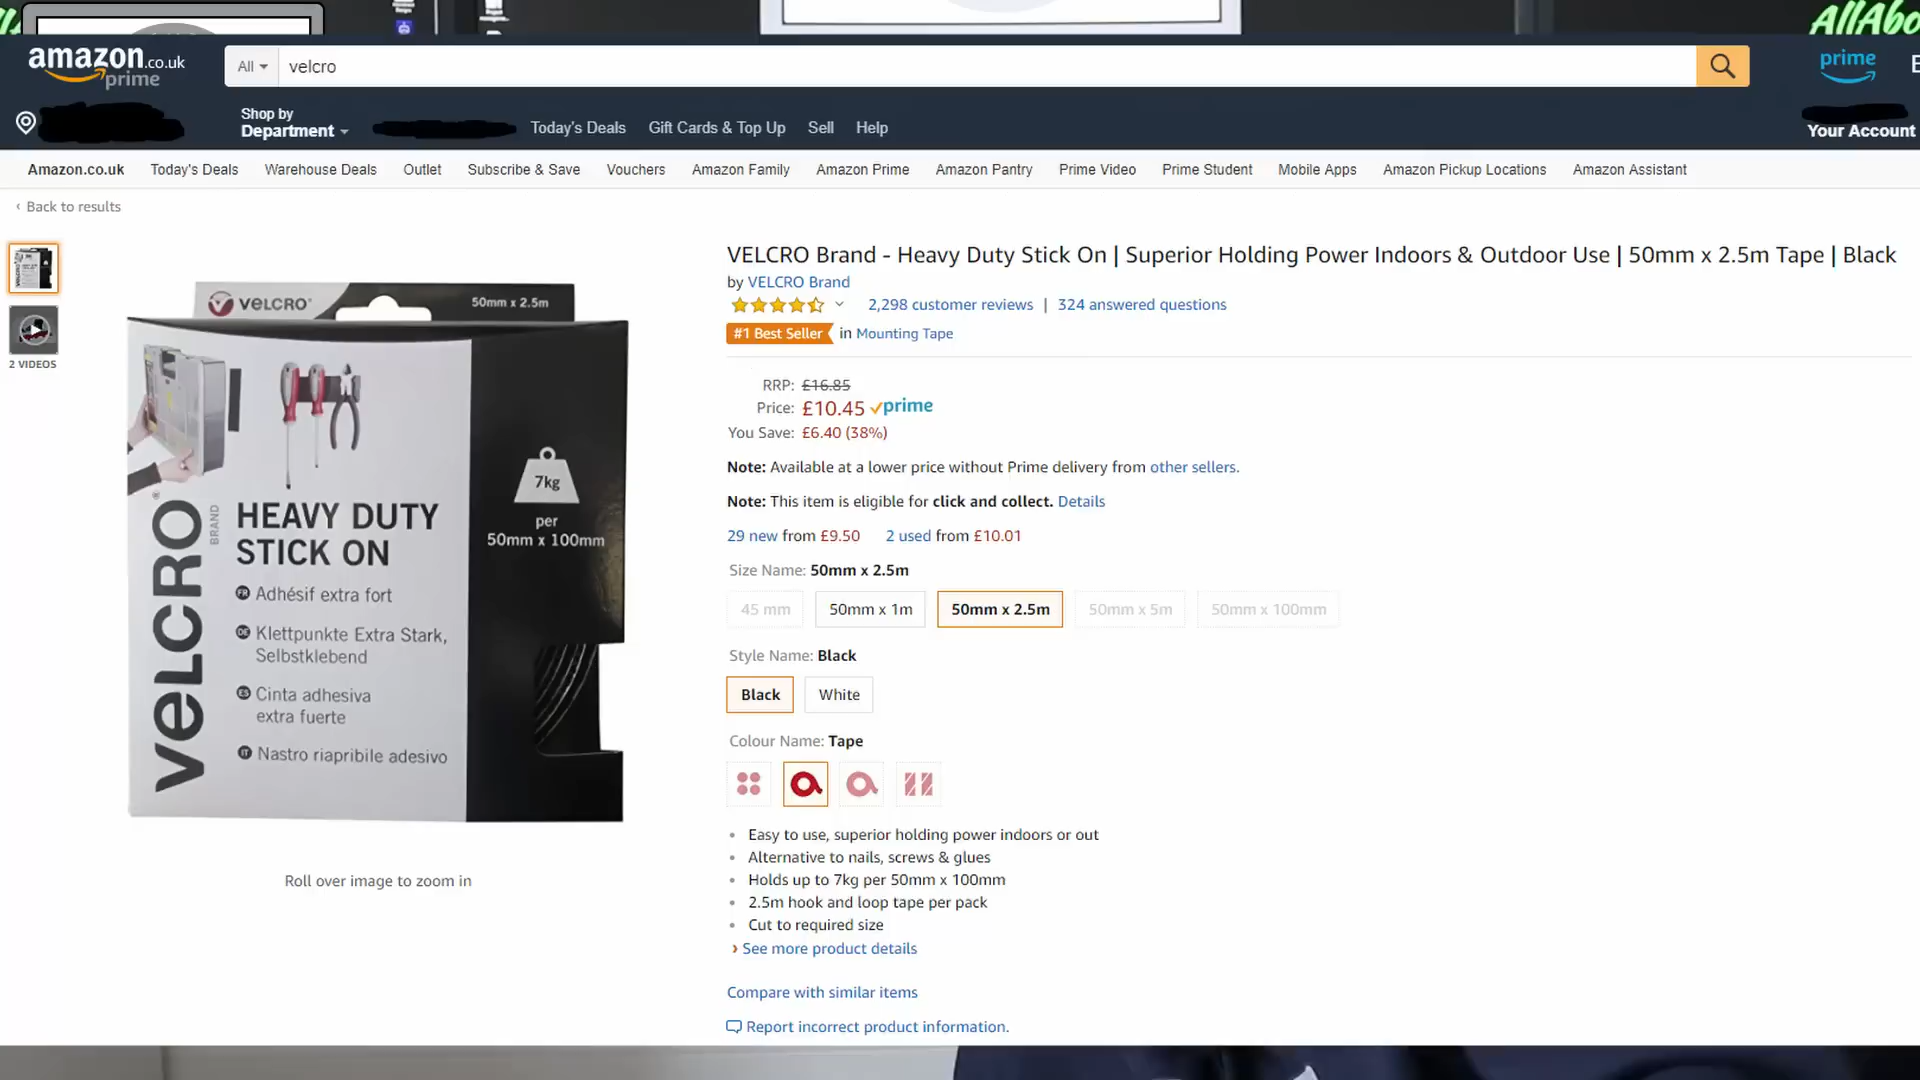 AllAbo
amazon.co.uk
prime
All
velcro
prime
E
Shop by
Department
Today's Deals
Gift Cards & Top Up
Sell
Help
Your Account
Amazon.co.uk
Today's Deals
Warehouse Deals
Outlet
Subscribe & Save
Vouchers
Amazon Family
Amazon Prime
Amazon Pantry
Prime Video
Prime Student
Mobile Apps
Amazon Pickup Locations
Amazon Assistant
‹ Back to results
2 VIDEOS
VELCRO
50mm x 2.5m
7kg
per
50mm x 100mm
VELCRO
BRAND
HEAVY DUTY
STICK ON
FR Adhésif extra fort
DE Klettpunkte Extra Stark,
Selbstklebend
ES Cinta adhesiva
extra fuerte
IT Nastro riapribile adesivo
Roll over image to zoom in
VELCRO Brand - Heavy Duty Stick On | Superior Holding Power Indoors & Outdoor Use | 50mm x 2.5m Tape | Black
by VELCRO Brand
2,298 customer reviews | 324 answered questions
#1 Best Seller in Mounting Tape
RRP: £16.85
Price: £10.45 prime
You Save: £6.40 (38%)
Note: Available at a lower price without Prime delivery from other sellers.
Note: This item is eligible for click and collect. Details
29 new from £9.50 2 used from £10.01
Size Name: 50mm x 2.5m
45 mm 50mm x 1m 50mm x 2.5m 50mm x 5m 50mm x 100mm
Style Name: Black
Black White
Colour Name: Tape
• Easy to use, superior holding power indoors or out
• Alternative to nails, screws & glues
• Holds up to 7kg per 50mm x 100mm
• 2.5m hook and loop tape per pack
• Cut to required size
› See more product details
Compare with similar items
Report incorrect product information.